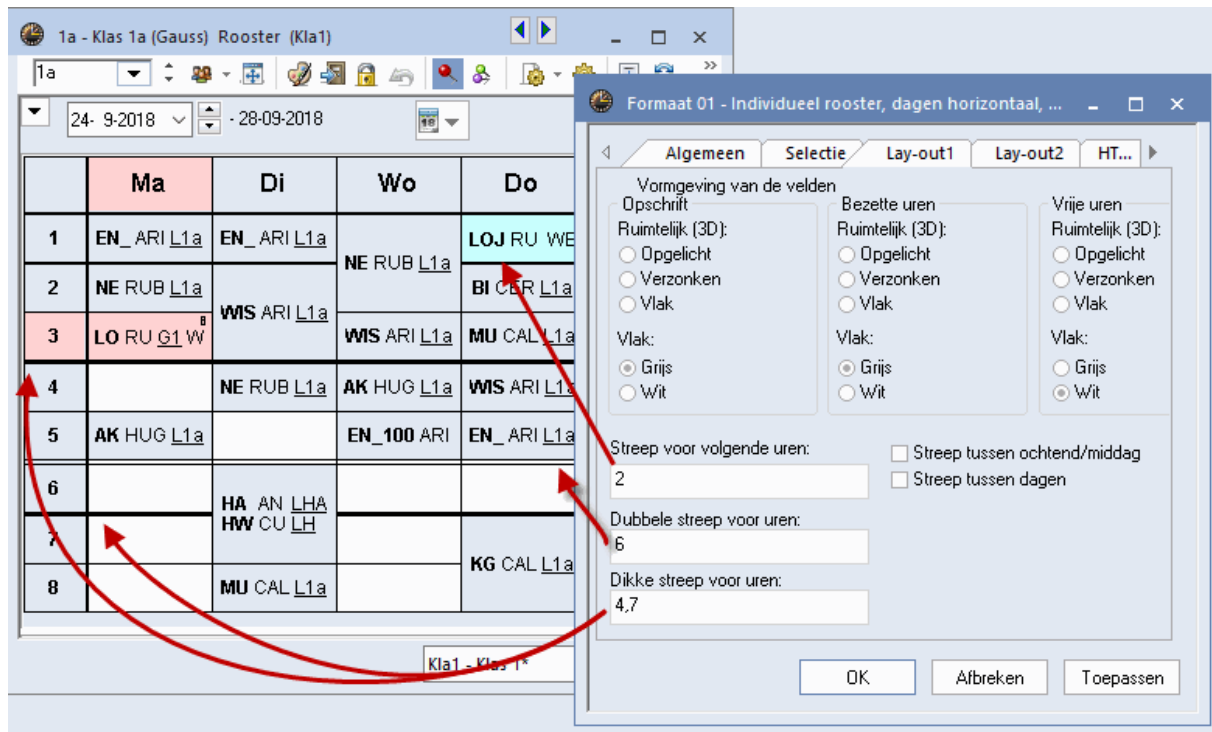 1a - Klas 1a (Gauss) Rooster (Kla1)
1a
24- 9-2018 - 28-09-2018
Ma Di Wo Do
1 EN_ ARI L1a EN_ ARI L1a NE RUB L1a LOJ RU WE
2 NE RUB L1a WIS ARI L1a BI CER L1a
3 LO RU G1 W 8 WIS ARI L1a MU CAL L1a
4 NE RUB L1a AK HUG L1a WIS ARI L1a
5 AK HUG L1a EN_100 ARI EN_ ARI L1a
6 HA AN LHA
HW CU LH
7 KG CAL L1a
8 MU CAL L1a
Kla1 - Klas 1*
Formaat 01 - Individueel rooster, dagen horizontaal, ...
Algemeen Selectie Lay-out1 Lay-out2 HT...
Vormgeving van de velden
Opschrift Bezette uren Vrije uren
Ruimtelijk (3D): Ruimtelijk (3D): Ruimtelijk (3D):
Opgelicht Opgelicht Opgelicht
Verzonken Verzonken Verzonken
Vlak Vlak Vlak
Vlak: Vlak: Vlak:
Grijs Grijs Grijs
Wit Wit Wit
Streep voor volgende uren:
2
Streep tussen ochtend/middag
Streep tussen dagen
Dubbele streep voor uren:
6
Dikke streep voor uren:
4,7
OK Afbreken Toepassen